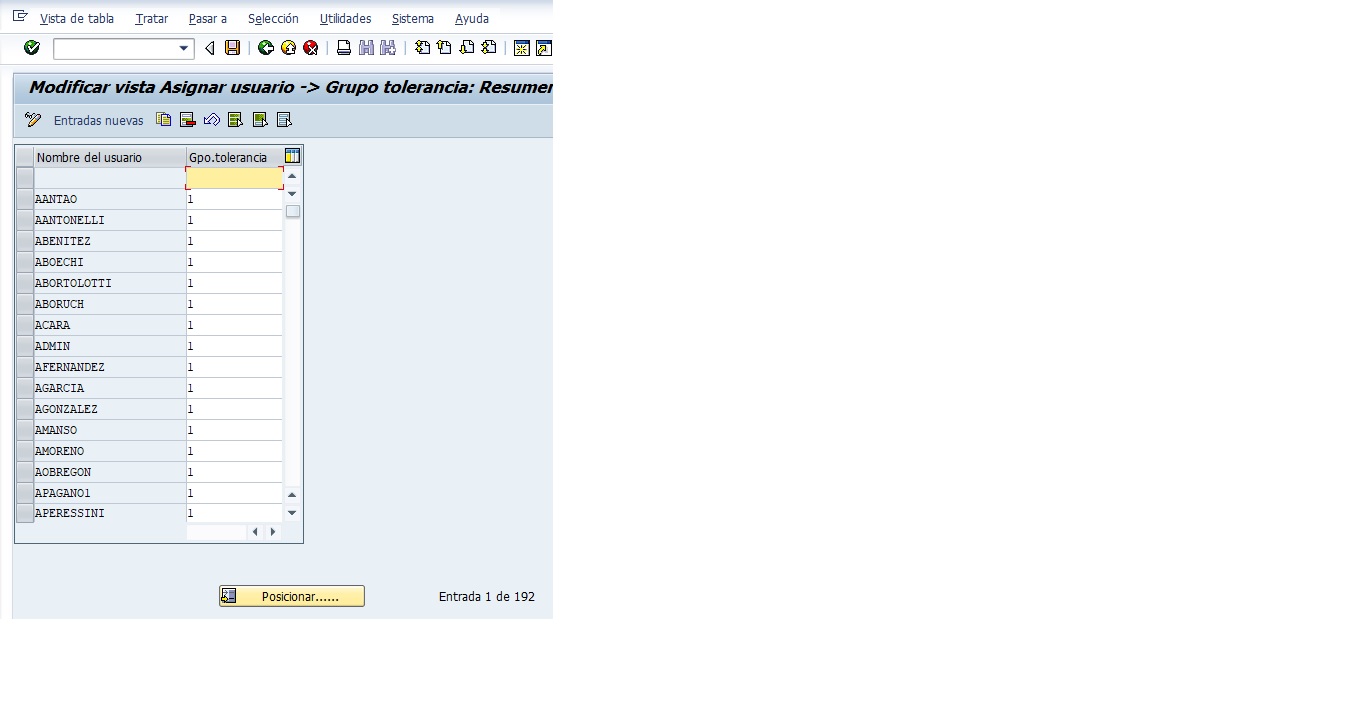 Vista de tabla Tratar Pasar a Selección Utilidades Sistema Ayuda
Modificar vista Asignar usuario -> Grupo tolerancia: Resumen
Entradas nuevas
Nombre del usuario Gpo.tolerancia
AANTAO 1
AANTONELLI 1
ABENITEZ 1
ABOECHI 1
ABORTOLOTTI 1
ABORUCH 1
ACARA 1
ADMIN 1
AFERNANDEZ 1
AGARCIA 1
AGONZALEZ 1
AMANSO 1
AMORENO 1
AOBREGON 1
APAGANO1 1
APERESSINI 1
Posicionar......
Entrada 1 de 192